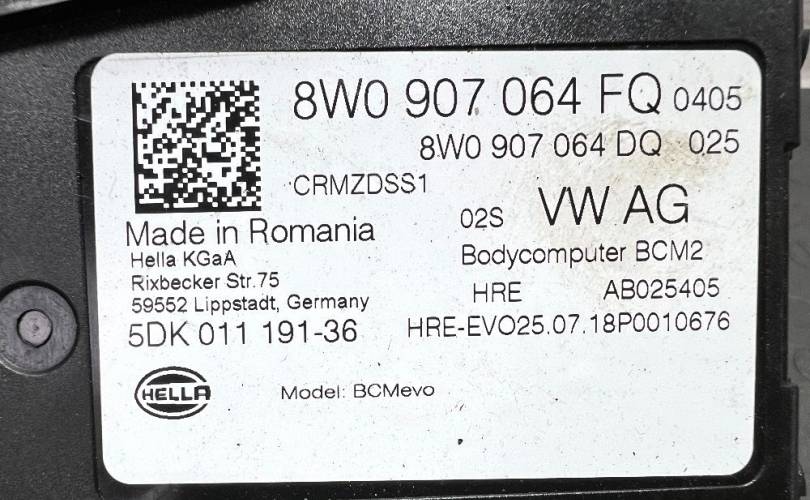 8W0 907 064 FQ 0405
8W0 907 064 DQ 025
CRMZDSS1
02S VW AG
Made in Romania
Bodycomputer BCM2
Hella KGaA
Rixbecker Str.75
59552 Lippstadt, Germany
HRE AB025405
5DK 011 191-36
HRE-EVO25.07.18P0010676
HELLA
Model: BCMevo